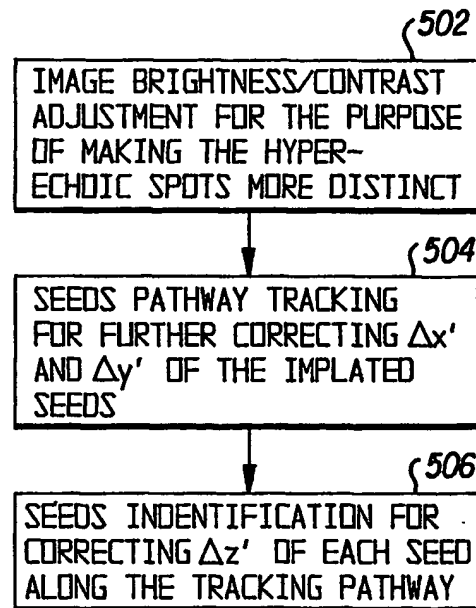 502
IMAGE BRIGHTNESS/CONTRAST
ADJUSTMENT FOR THE PURPOSE
OF MAKING THE HYPER-
ECHOIC SPOTS MORE DISTINCT
504
SEEDS PATHWAY TRACKING
FOR FURTHER CORRECTING Δx'
AND Δy' OF THE IMPLATED
SEEDS
506
SEEDS INDENTIFICATION FOR
CORRECTING Δz' OF EACH SEED
ALONG THE TRACKING PATHWAY